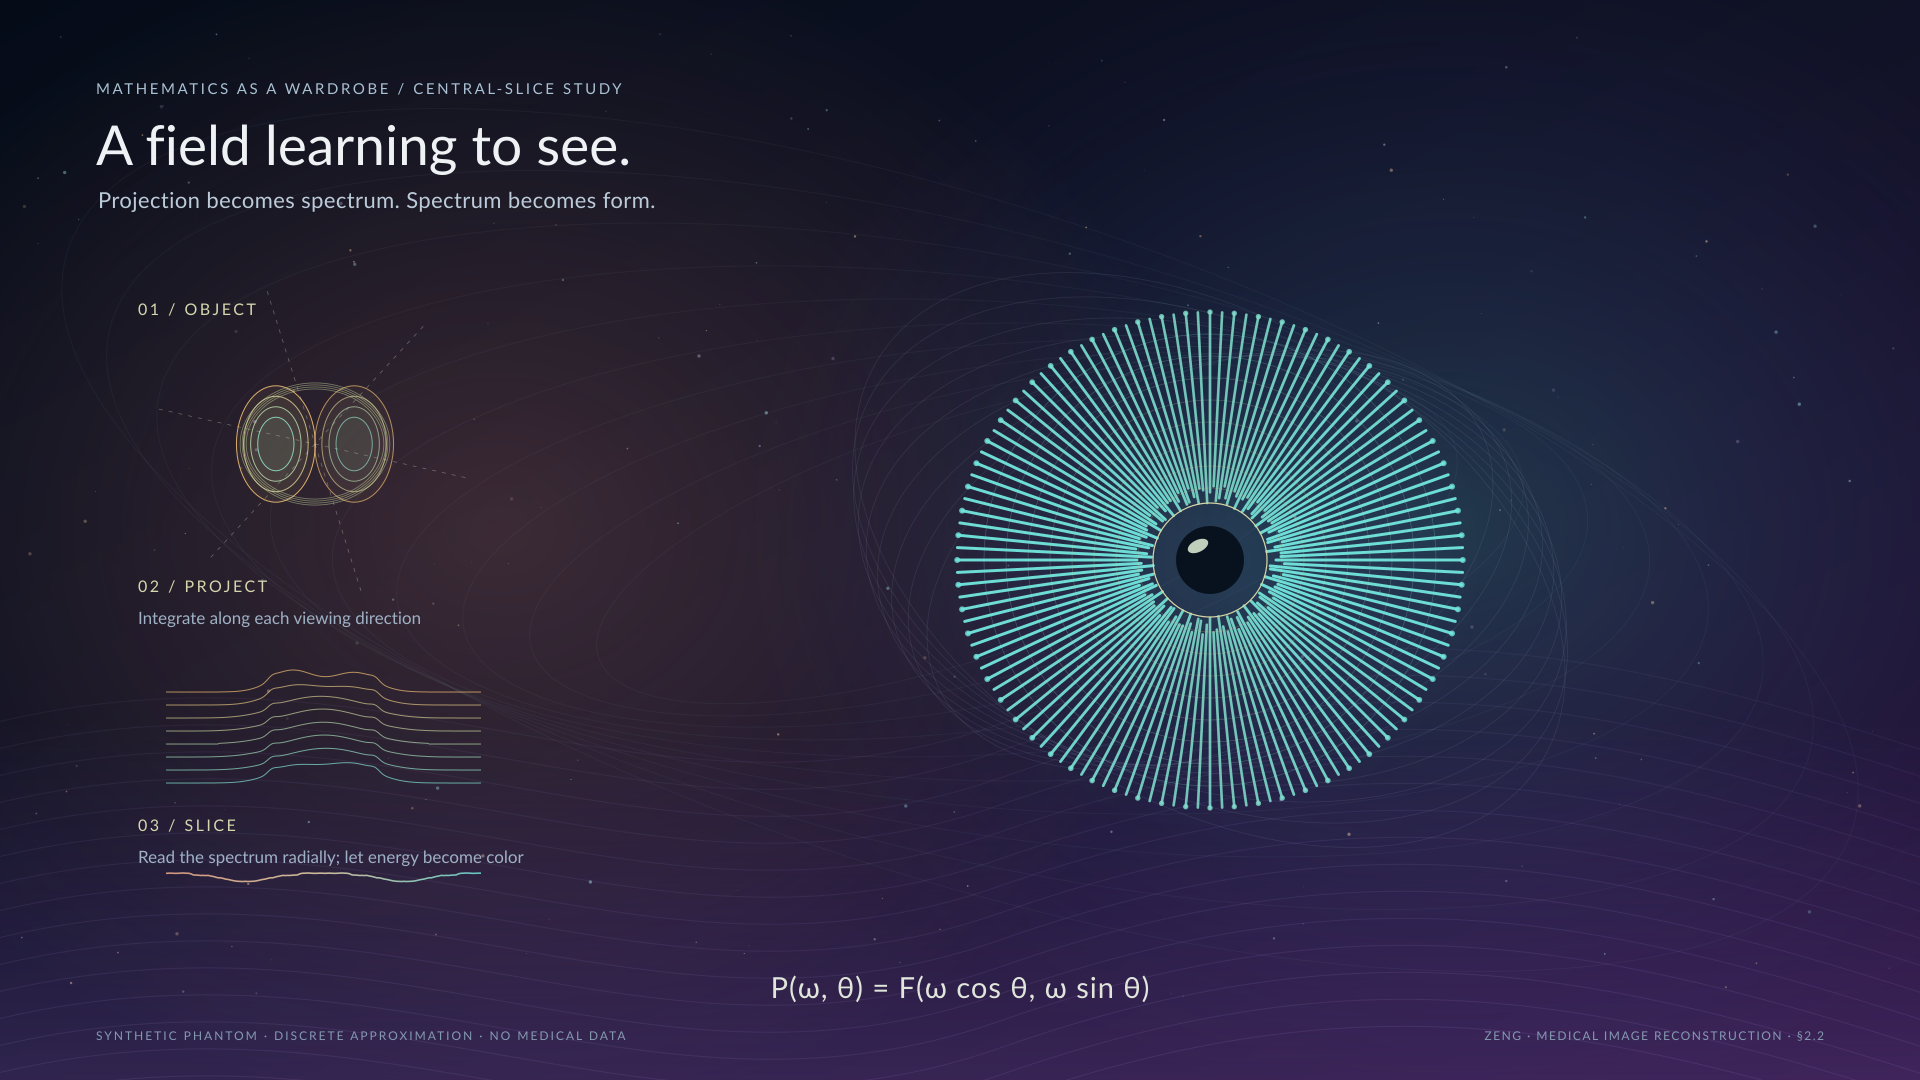 MATHEMATICS AS A WARDROBE / CENTRAL-SLICE STUDY
A field learning to see.
Projection becomes spectrum. Spectrum becomes form.
01 / OBJECT
02 / PROJECT
Integrate along each viewing direction
03 / SLICE
Read the spectrum radially; let energy become color
P(ω, θ) = F(ω cos θ, ω sin θ)
SYNTHETIC PHANTOM · DISCRETE APPROXIMATION · NO MEDICAL DATA
ZENG · MEDICAL IMAGE RECONSTRUCTION · §2.2